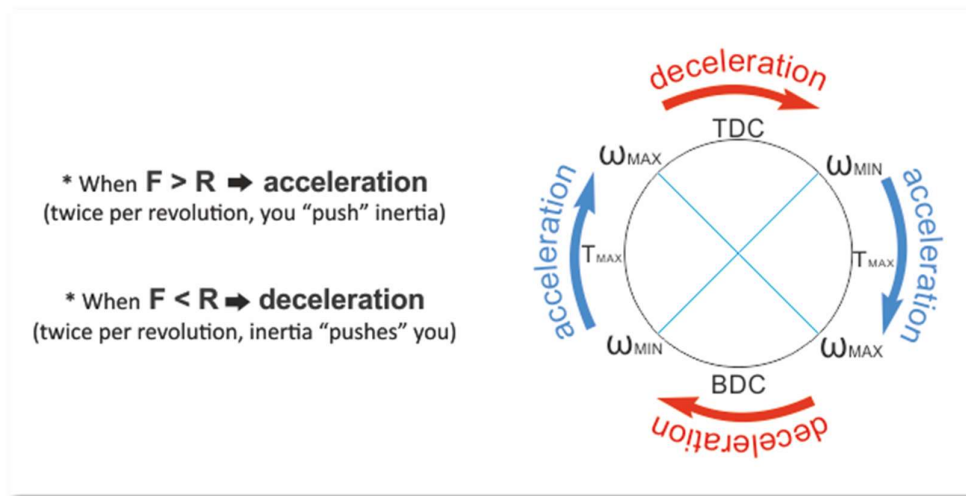 * When F > R ➡ acceleration
(twice per revolution, you “push” inertia)
* When F < R ➡ deceleration
(twice per revolution, inertia “pushes” you)
deceleration
TDC
ωMAX
ωMIN
acceleration
TMAX
TMAX
acceleration
ωMIN
ωMAX
BDC
deceleration